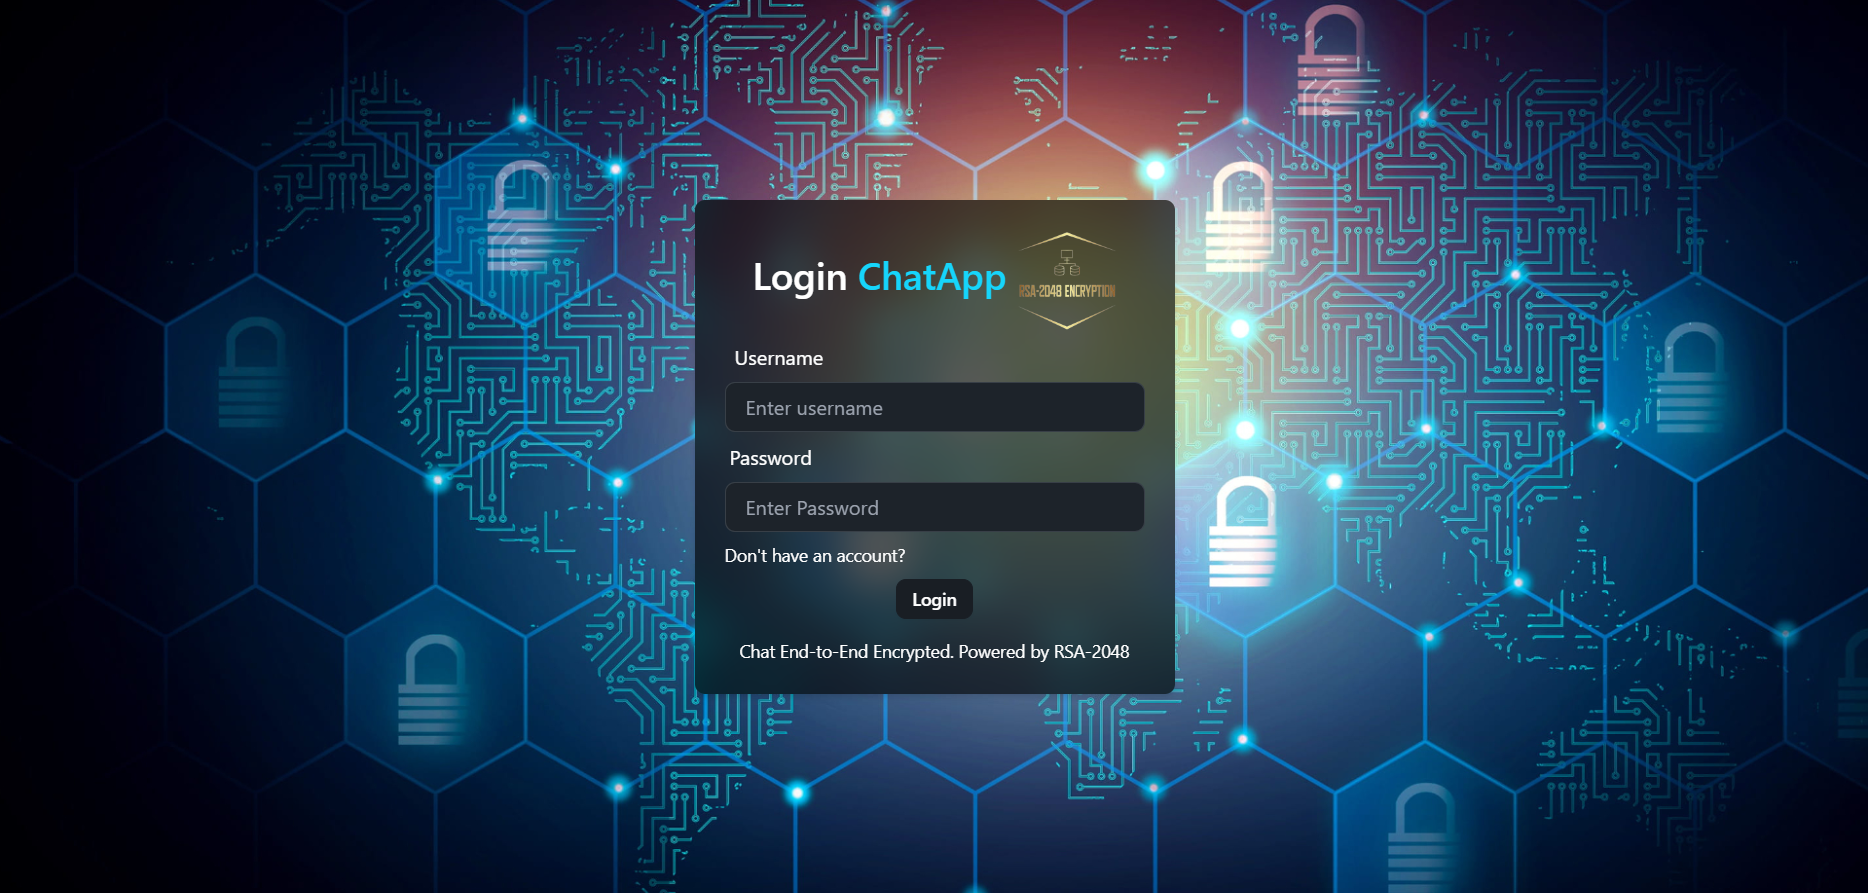 Login ChatApp
RSA-2048 ENCRYPTION
Username
Enter username
Password
Enter Password
Don't have an account?
Login
Chat End-to-End Encrypted. Powered by RSA-2048